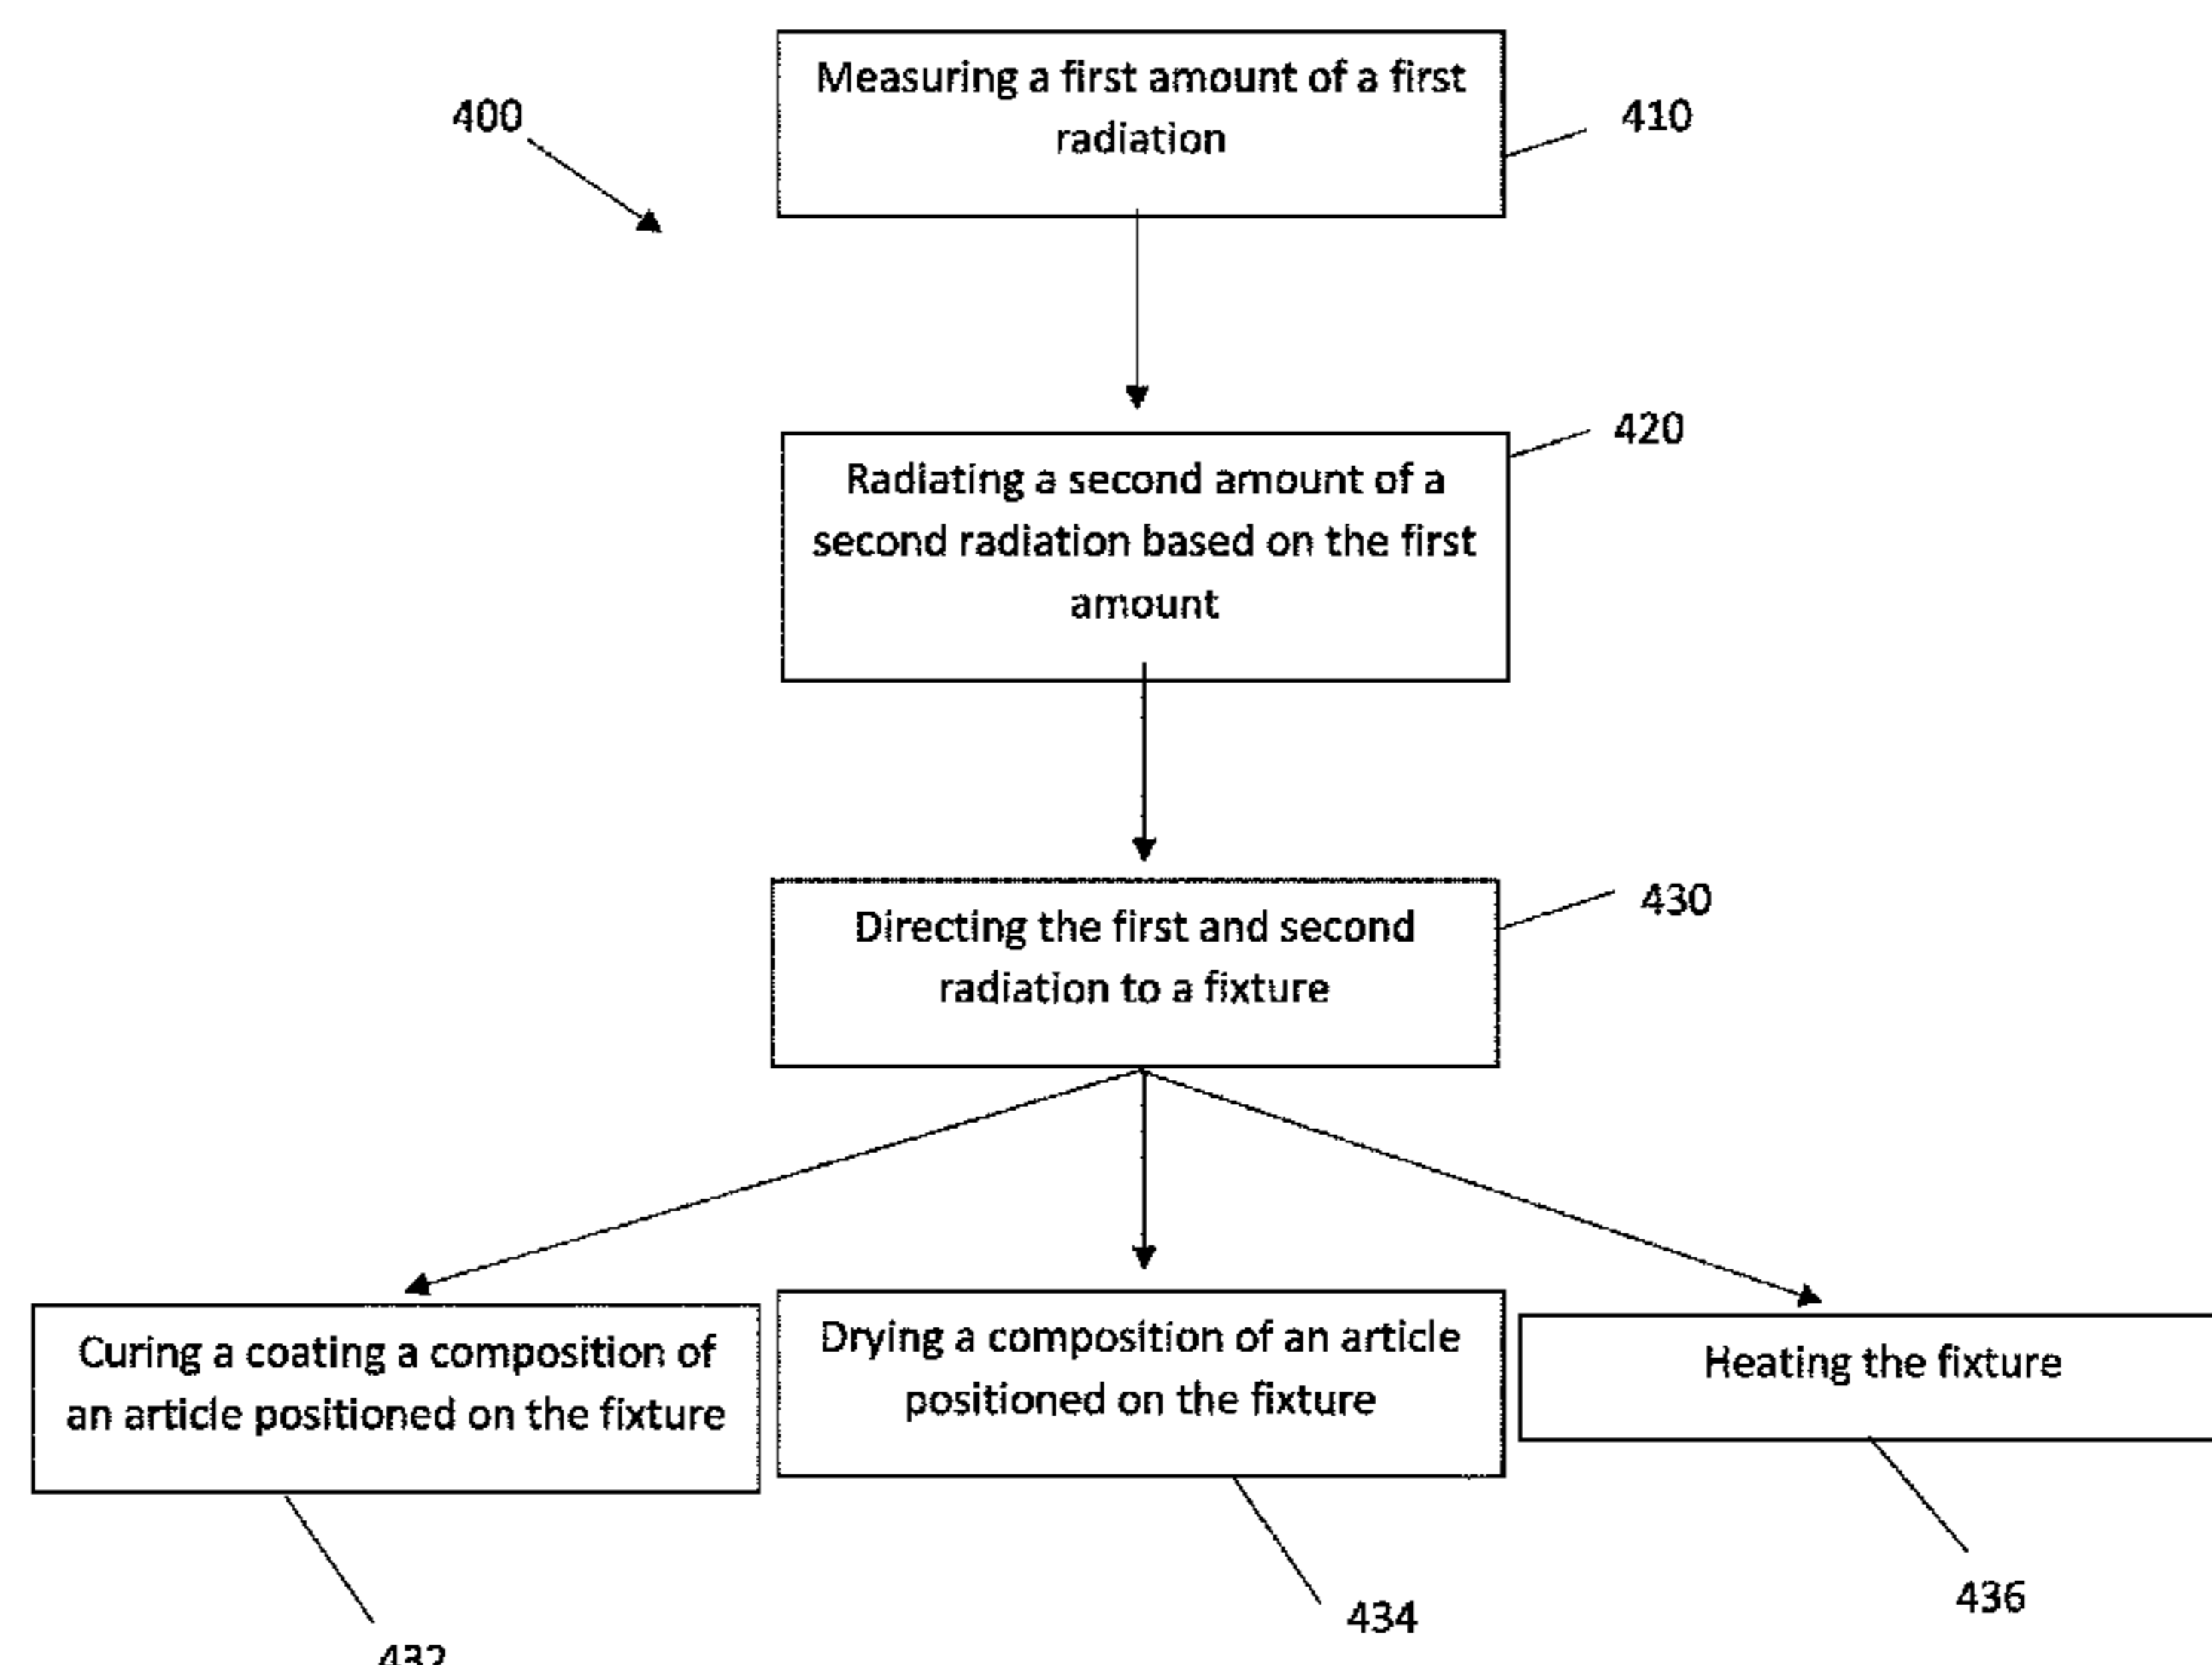 400
Measuring a first amount of a first
radiation
410
Radiating a second amount of a
second radiation based on the first
amount
420
Directing the first and second
radiation to a fixture
430
Curing a coating a composition of
an article positioned on the fixture
432
Drying a composition of an article
positioned on the fixture
434
Heating the fixture
436